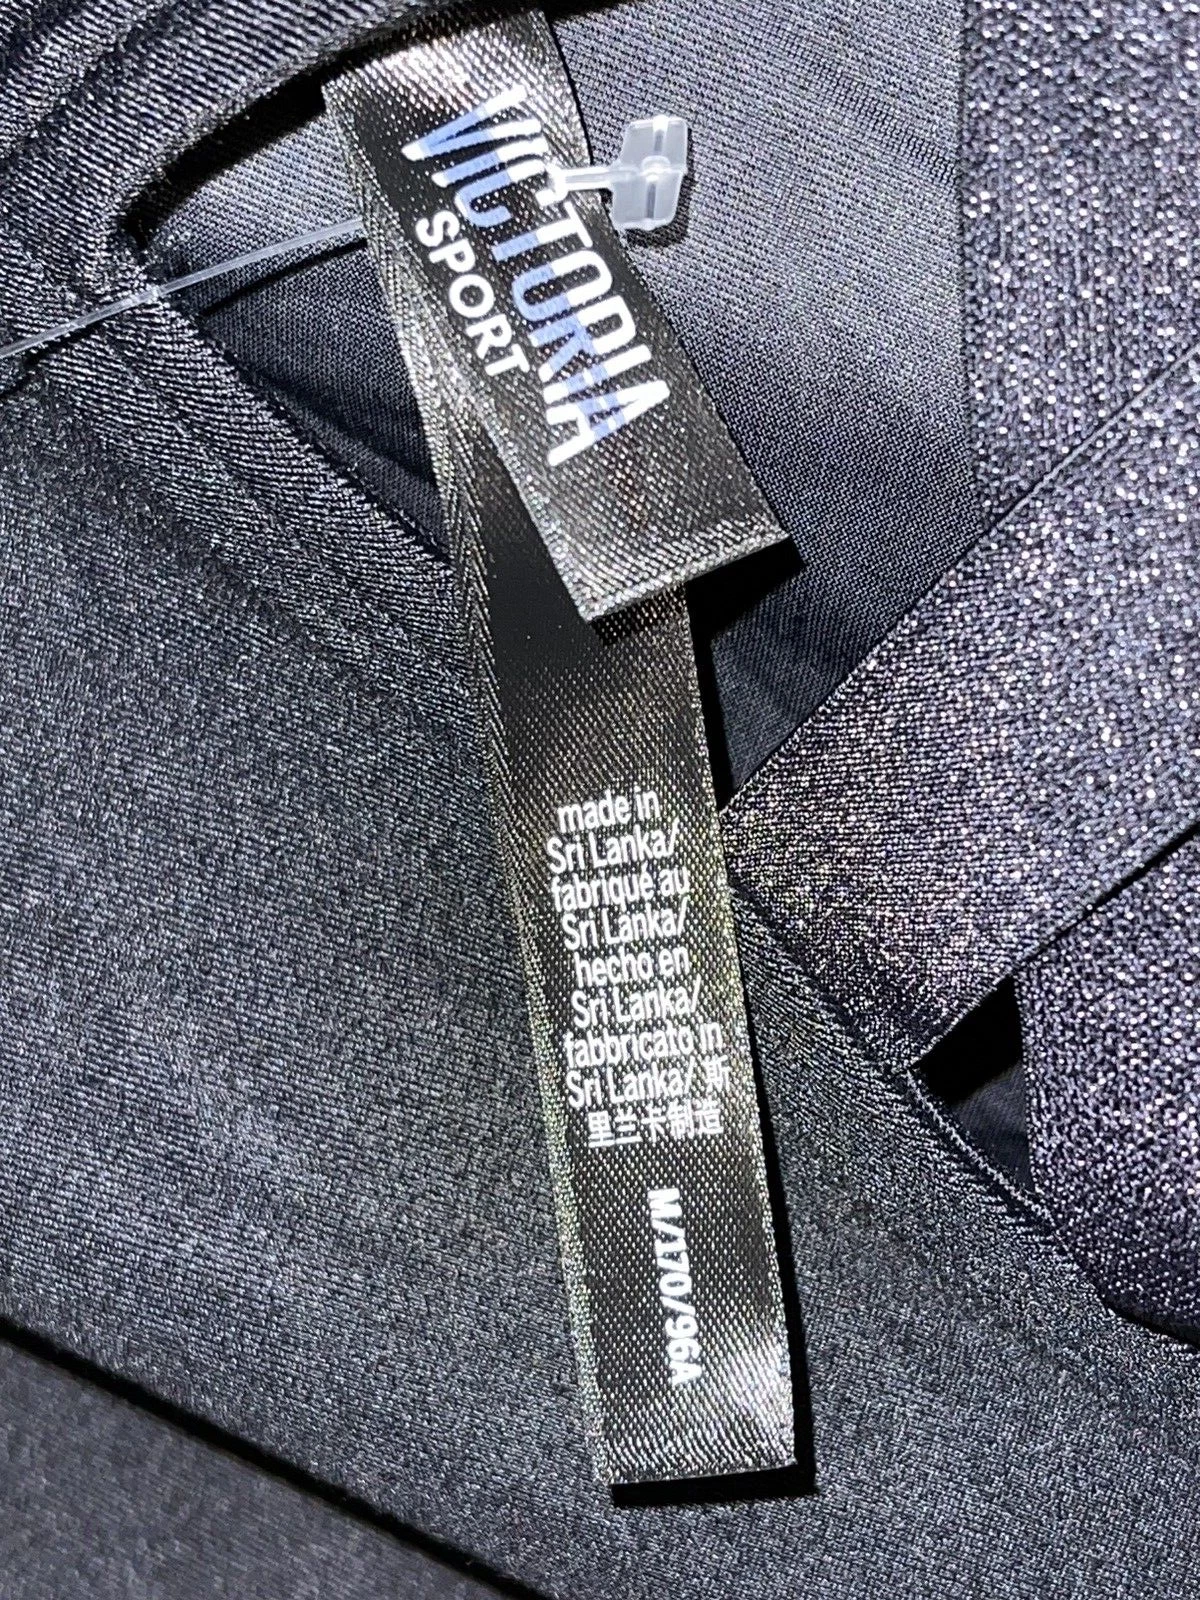 VICTORIA
SPORT
made in
Sri Lanka/
fabriqué au
Sri Lanka/
hecho en
Sri Lanka/
fabbricato in
Sri Lanka/ 斯
里兰卡制造
M/170/96A